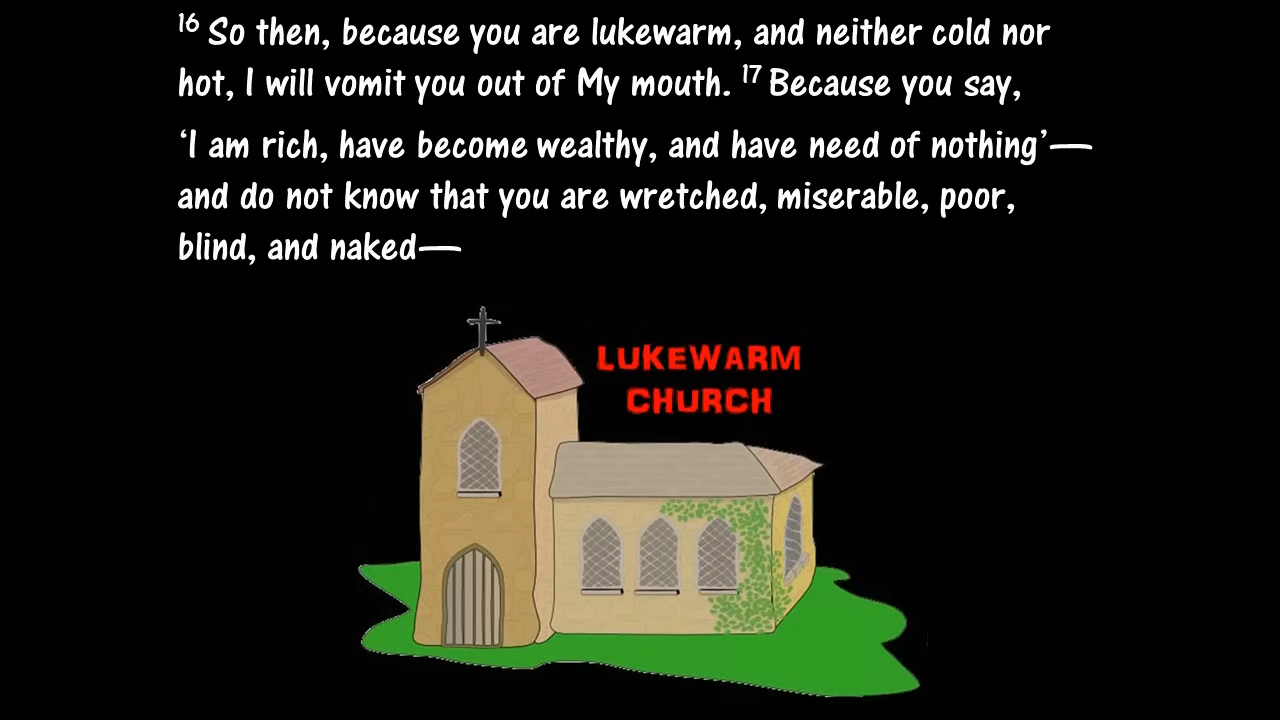 16 So then, because you are lukewarm, and neither cold nor
hot, I will vomit you out of My mouth. 17 Because you say,
‘I am rich, have become wealthy, and have need of nothing’—
and do not know that you are wretched, miserable, poor,
blind, and naked—
LUKEWARM
CHURCH